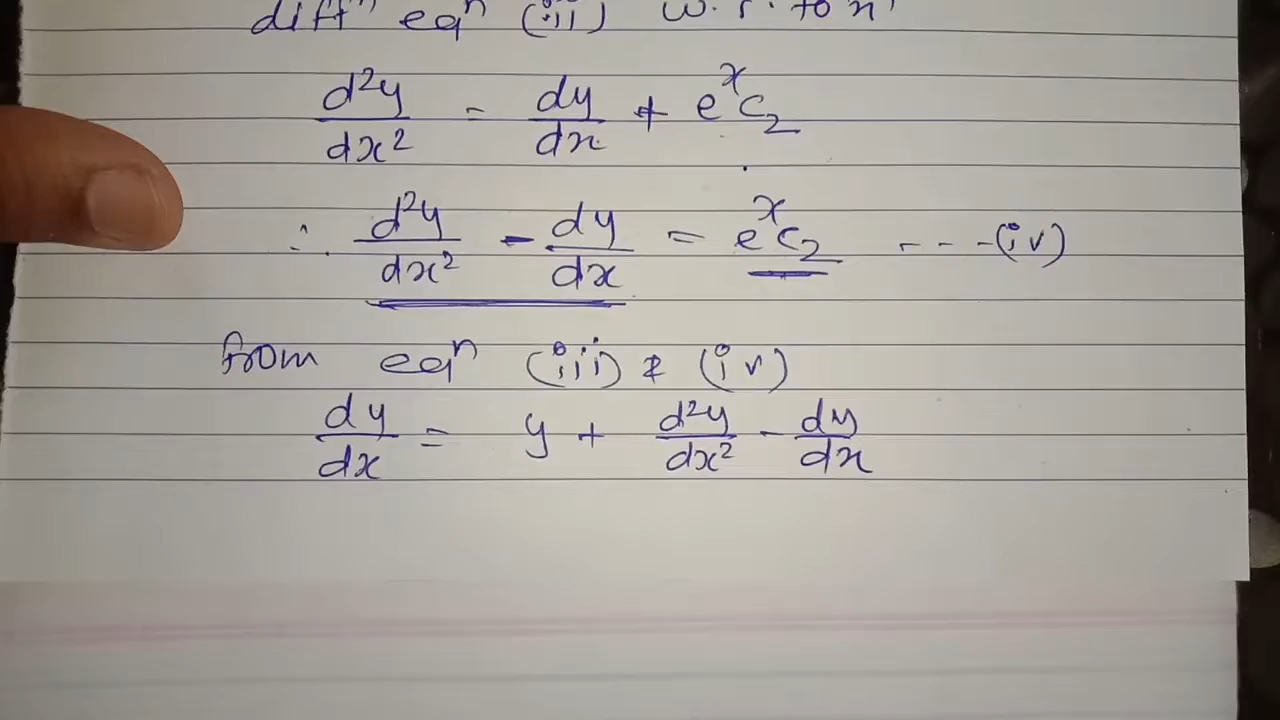 diffⁿ eqⁿ (iii) w.r. to x'
d²y/dx² = dy/dx + eˣc₂
∴ d²y/dx² - dy/dx = eˣc₂ ----(iv)
from eqⁿ (iii) & (iv)
dy/dx = y + d²y/dx² - dy/dx